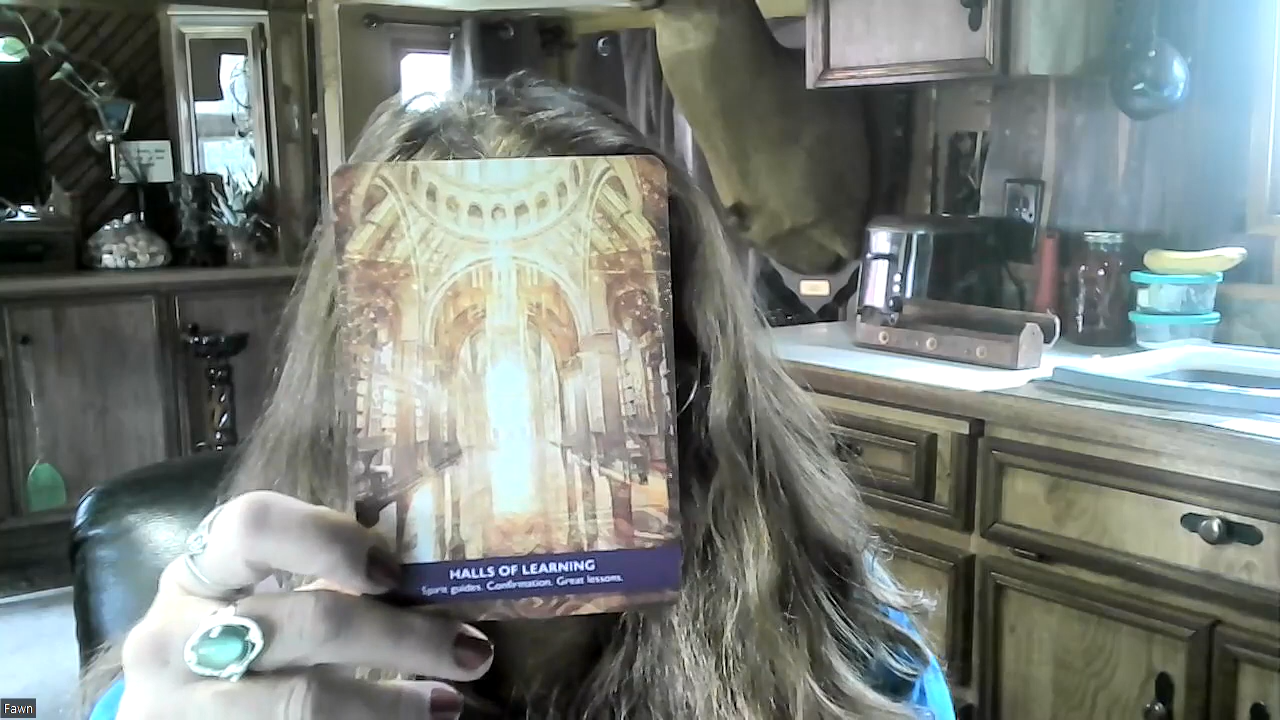 HALLS OF LEARNING
Spirit guides. Confirmation. Great lessons.
Fawn